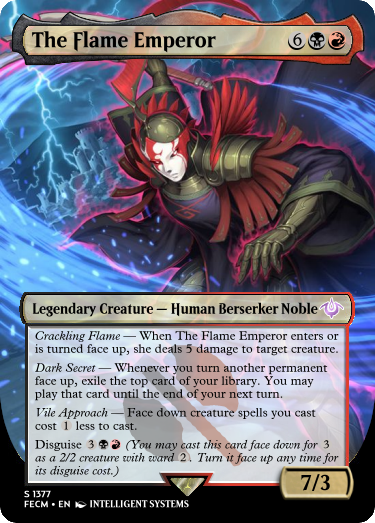 The Flame Emperor 6
Legendary Creature — Human Berserker Noble
Crackling Flame — When The Flame Emperor enters or
is turned face up, she deals 5 damage to target creature.
Dark Secret — Whenever you turn another permanent
face up, exile the top card of your library. You may
play that card until the end of your next turn.
Vile Approach — Face down creature spells you cast
cost 1 less to cast.
Disguise 3 (You may cast this card face down for 3
as a 2/2 creature with ward 2. Turn it face up any time for
its disguise cost.)
7/3
S 1377
FECM • EN INTELLIGENT SYSTEMS